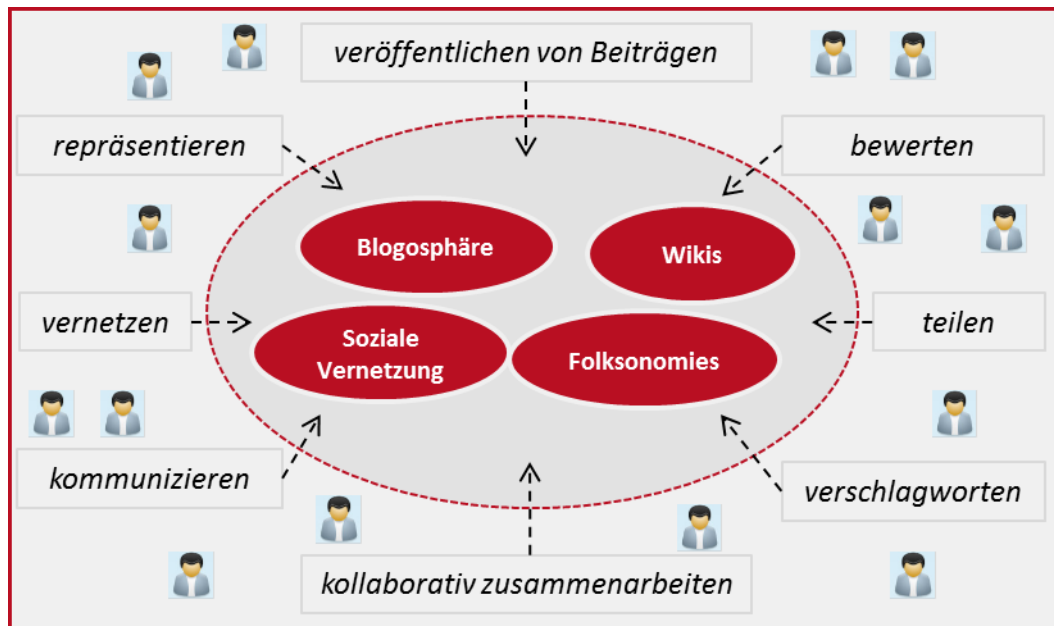 veröffentlichen von Beiträgen
repräsentieren
bewerten
Blogosphäre
Wikis
vernetzen
teilen
Soziale
Vernetzung
Folksonomies
kommunizieren
verschlagworten
kollaborativ zusammenarbeiten